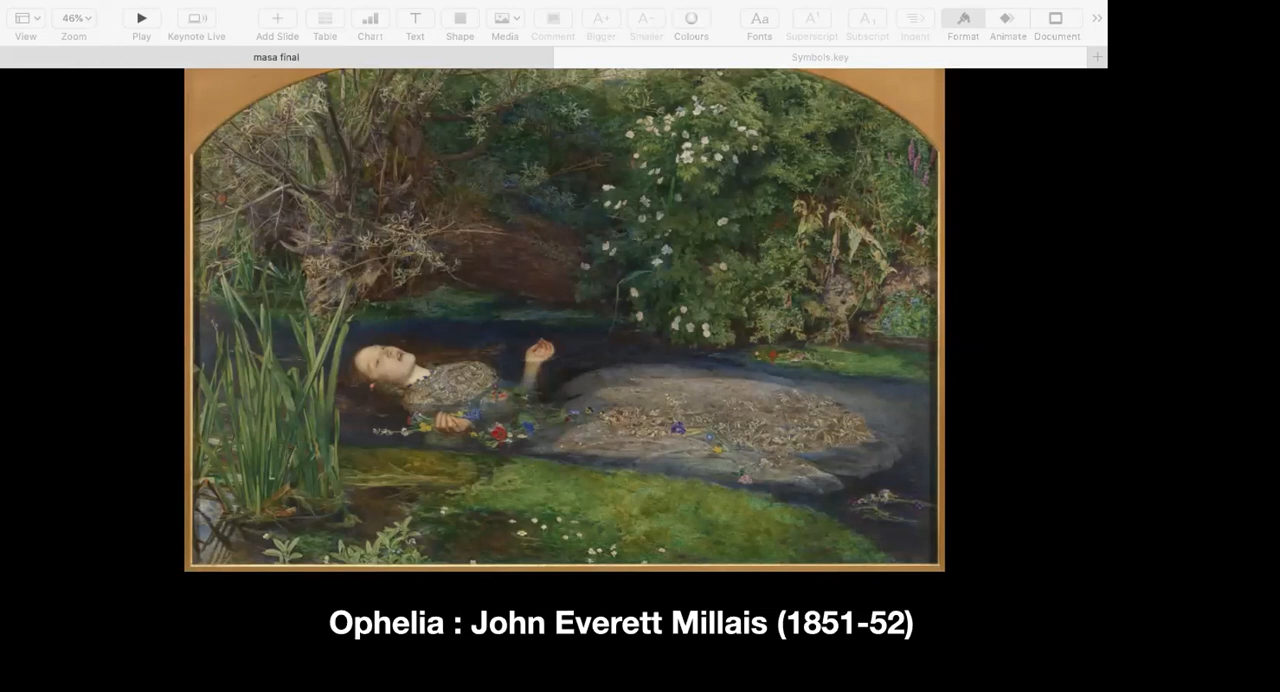 View
46%
Zoom
Play
Keynote Live
Add Slide
Table
Chart
T
Text
Shape
Media
Comment
A+
Bigger
A-
Smaller
Colours
Aa
Fonts
Superscript
Subscript
Indent
Format
Animate
Document
masa final
Symbols.key
Ophelia : John Everett Millais (1851-52)